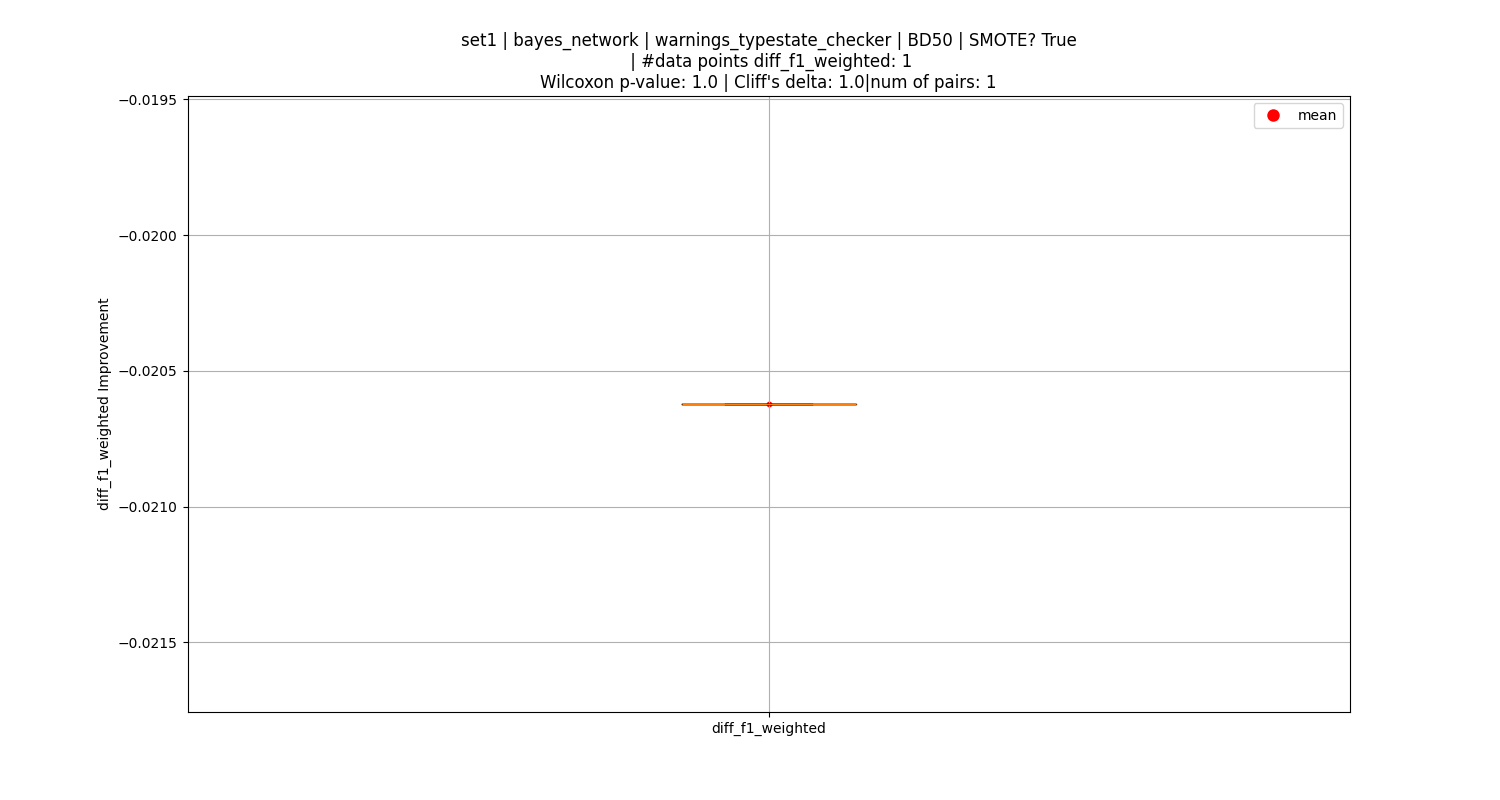 set1 | bayes_network | warnings_typestate_checker | BD50 | SMOTE? True
| #data points diff_f1_weighted: 1
Wilcoxon p-value: 1.0 | Cliff's delta: 1.0|num of pairs: 1
mean
−0.0195
−0.0200
−0.0205
−0.0210
−0.0215
diff_f1_weighted Improvement
diff_f1_weighted